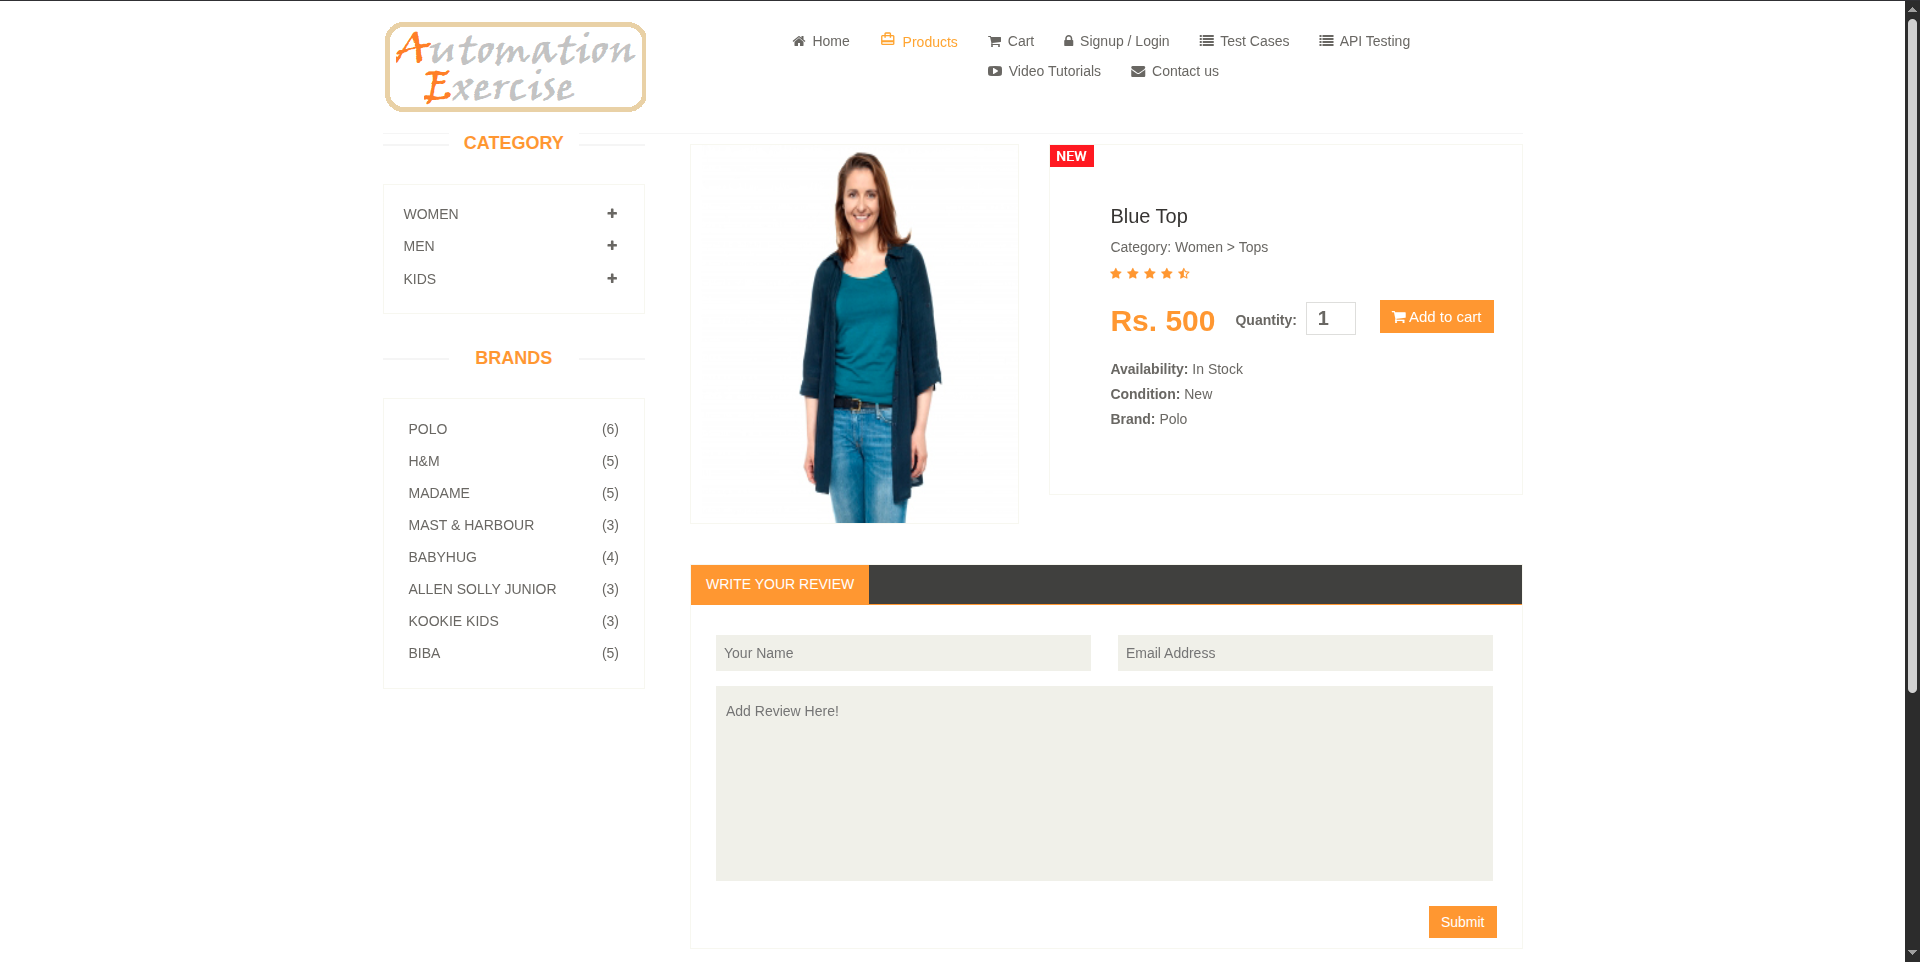 Automation
Exercise
Home
Products
Cart
Signup / Login
Test Cases
API Testing
Video Tutorials
Contact us
CATEGORY
WOMEN
MEN
KIDS
BRANDS
POLO (6)
H&M (5)
MADAME (5)
MAST & HARBOUR (3)
BABYHUG (4)
ALLEN SOLLY JUNIOR (3)
KOOKIE KIDS (3)
BIBA (5)
NEW
Blue Top
Category: Women > Tops
Rs. 500 Quantity: 1 Add to cart
Availability: In Stock
Condition: New
Brand: Polo
WRITE YOUR REVIEW
Your Name
Email Address
Add Review Here!
Submit